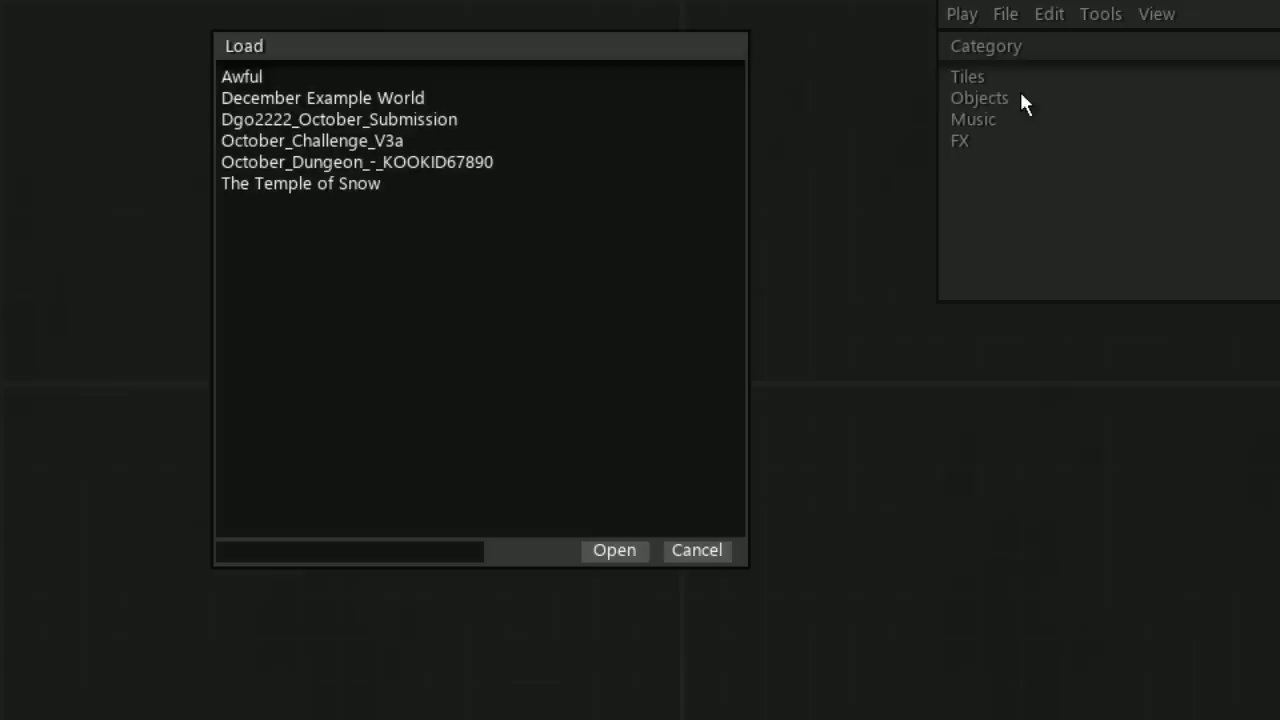 Play File Edit Tools View
Load
Category
Awful
December Example World
Dgo2222_October_Submission
October_Challenge_V3a
October_Dungeon_-_KOOKID67890
The Temple of Snow
Tiles
Objects
Music
FX
Open Cancel